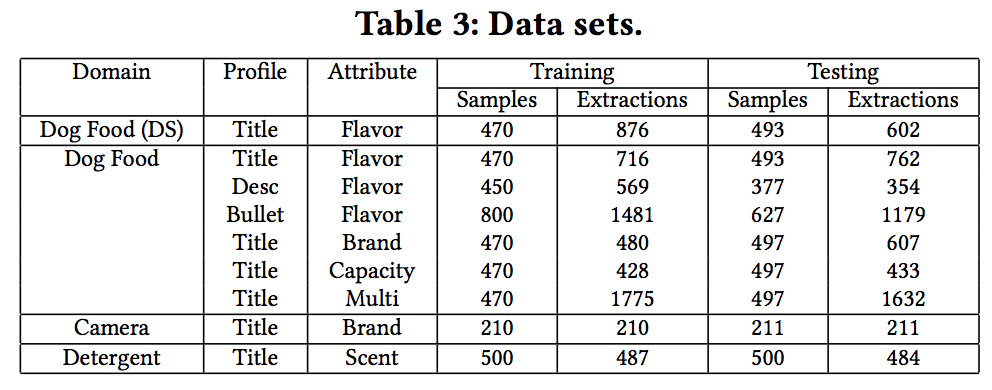 Table 3: Data sets.
Domain Profile Attribute Training Testing
Samples Extractions Samples Extractions
Dog Food (DS) Title Flavor 470 876 493 602
Dog Food Title Flavor 470 716 493 762
Desc Flavor 450 569 377 354
Bullet Flavor 800 1481 627 1179
Title Brand 470 480 497 607
Title Capacity 470 428 497 433
Title Multi 470 1775 497 1632
Camera Title Brand 210 210 211 211
Detergent Title Scent 500 487 500 484